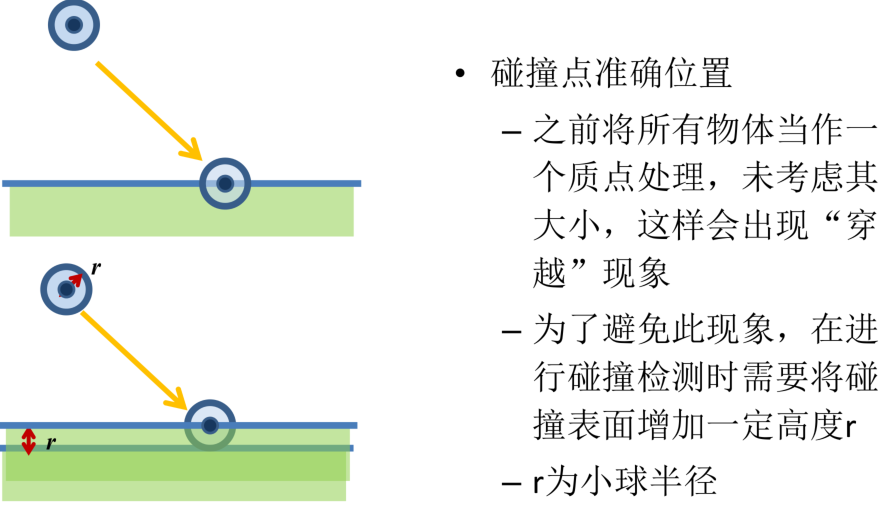 • 碰撞点准确位置
– 之前将所有物体当作一
个质点处理，未考虑其
大小，这样会出现“穿
越”现象
r
– 为了避免此现象，在进
行碰撞检测时需要将碰
撞表面增加一定高度r
r
– r为小球半径